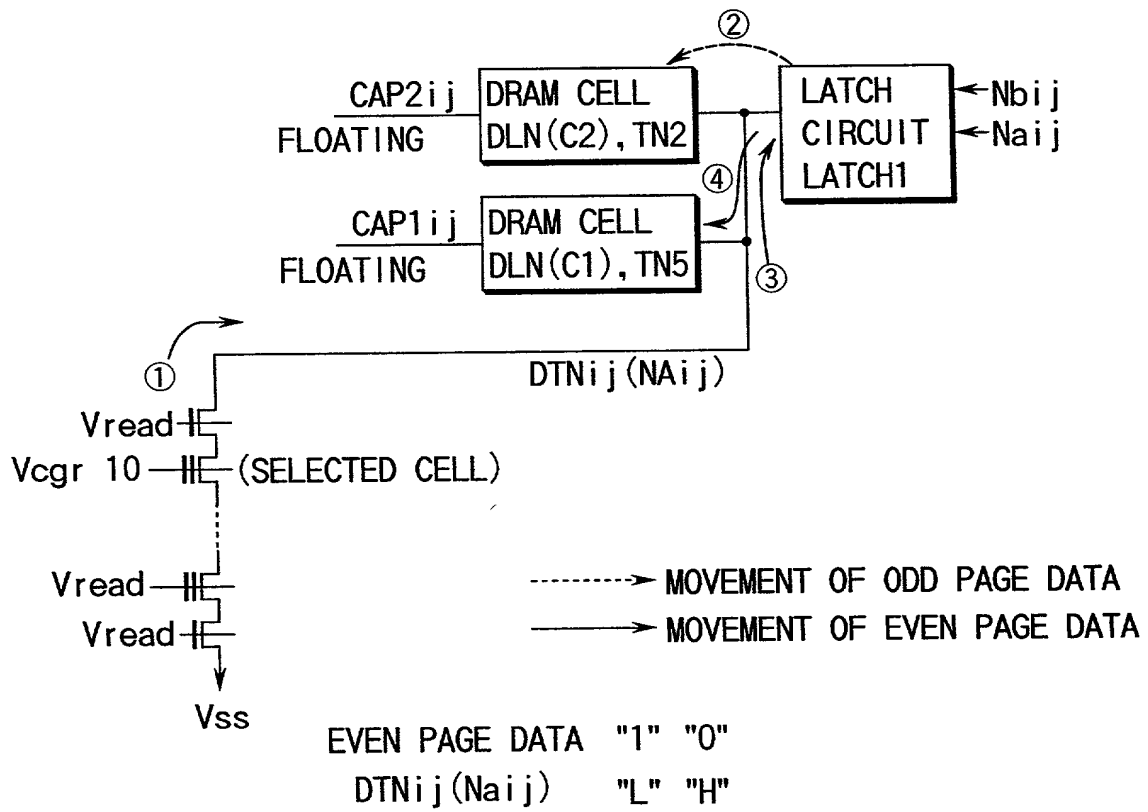 ②
CAP2ij DRAM CELL LATCH Nbij
FLOATING DLN(C2),TN2 CIRCUIT Naij
④ LATCH1
CAP1ij DRAM CELL
FLOATING DLN(C1),TN5 ③
①
DTNij(NAij)
Vread
Vcgr 10 (SELECTED CELL)
Vread MOVEMENT OF ODD PAGE DATA
Vread MOVEMENT OF EVEN PAGE DATA
Vss
EVEN PAGE DATA "1" "0"
DTNij(Naij) "L" "H"